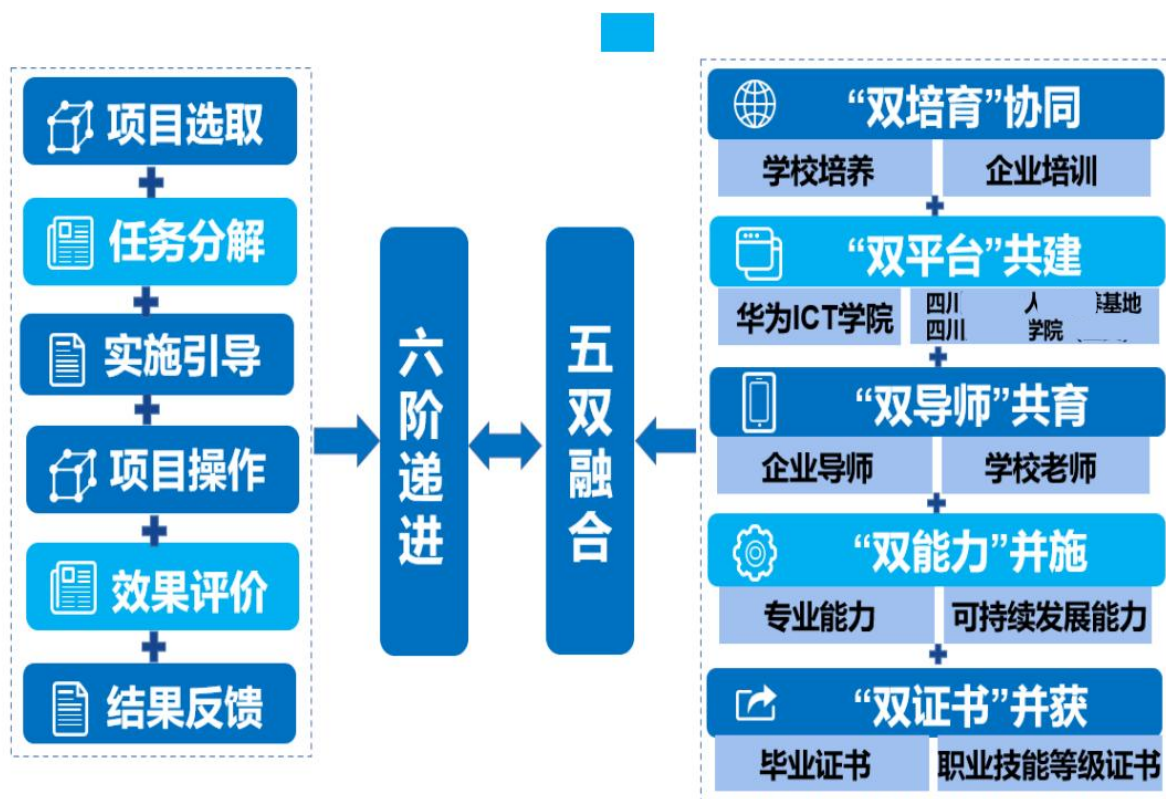 项目选取
任务分解
实施引导
项目操作
效果评价
结果反馈
六阶递进
五双融合
“双培育”协同
学校培养 企业培训
“双平台”共建
华为ICT学院
四川 人 基地
四川 学院
“双导师”共育
企业导师 学校老师
“双能力”并施
专业能力 可持续发展能力
“双证书”并获
毕业证书 职业技能等级证书